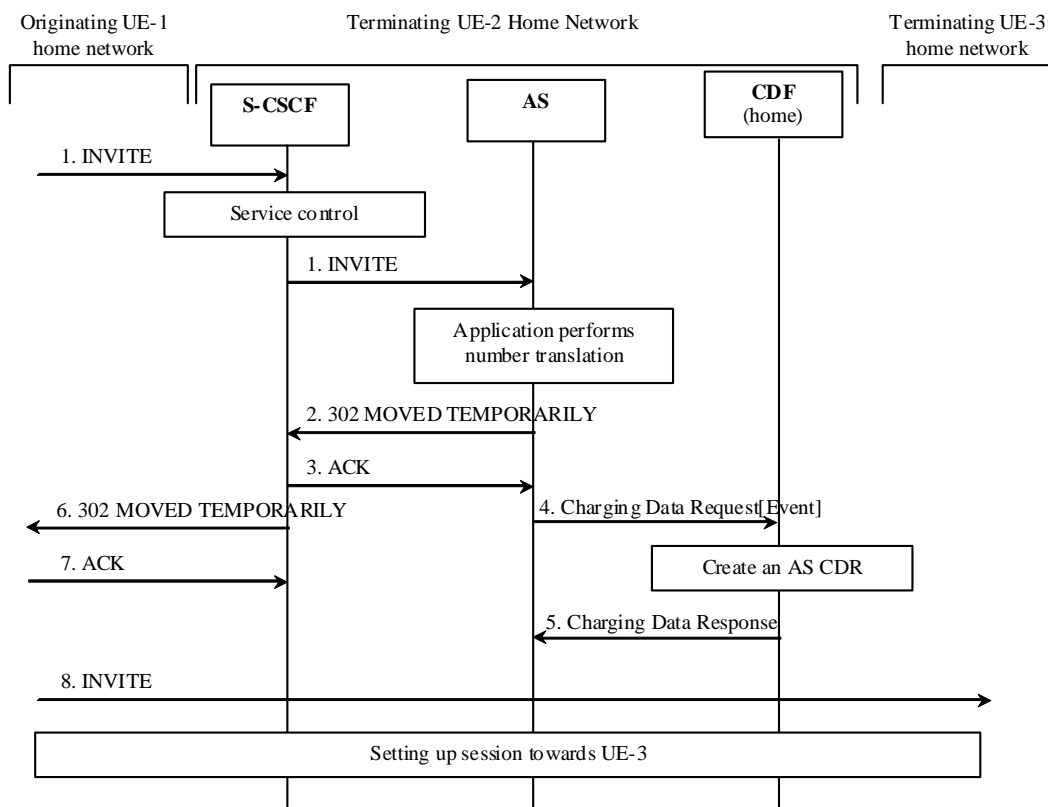 Originating UE-1
home network
Terminating UE-2 Home Network
Terminating UE-3
home network
S-CSCF
AS
CDF
(home)
1. INVITE
Service control
1. INVITE
Application performs
number translation
2. 302 MOVED TEMPORARILY
3. ACK
6. 302 MOVED TEMPORARILY
4. Charging Data Request[Event]
7. ACK
Create an AS CDR
5. Charging Data Response
8. INVITE
Setting up session towards UE-3